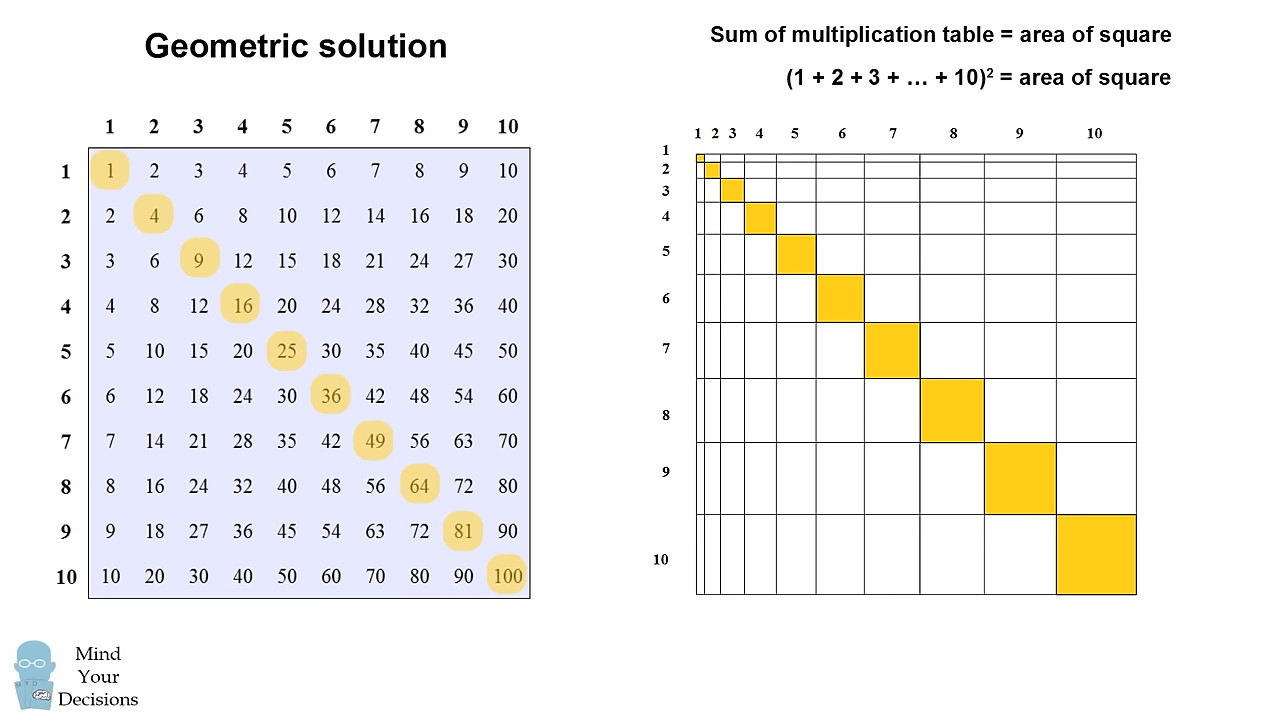 Geometric solution
Sum of multiplication table = area of square
(1 + 2 + 3 + … + 10)² = area of square
1 2 3 4 5 6 7 8 9 10
1 1 2 3 4 5 6 7 8 9 10
2 2 4 6 8 10 12 14 16 18 20
3 3 6 9 12 15 18 21 24 27 30
4 4 8 12 16 20 24 28 32 36 40
5 5 10 15 20 25 30 35 40 45 50
6 6 12 18 24 30 36 42 48 54 60
7 7 14 21 28 35 42 49 56 63 70
8 8 16 24 32 40 48 56 64 72 80
9 9 18 27 36 45 54 63 72 81 90
10 10 20 30 40 50 60 70 80 90 100
1 2 3 4 5 6 7 8 9 10
1
2
3
4
5
6
7
8
9
10
Mind
Your
Decisions